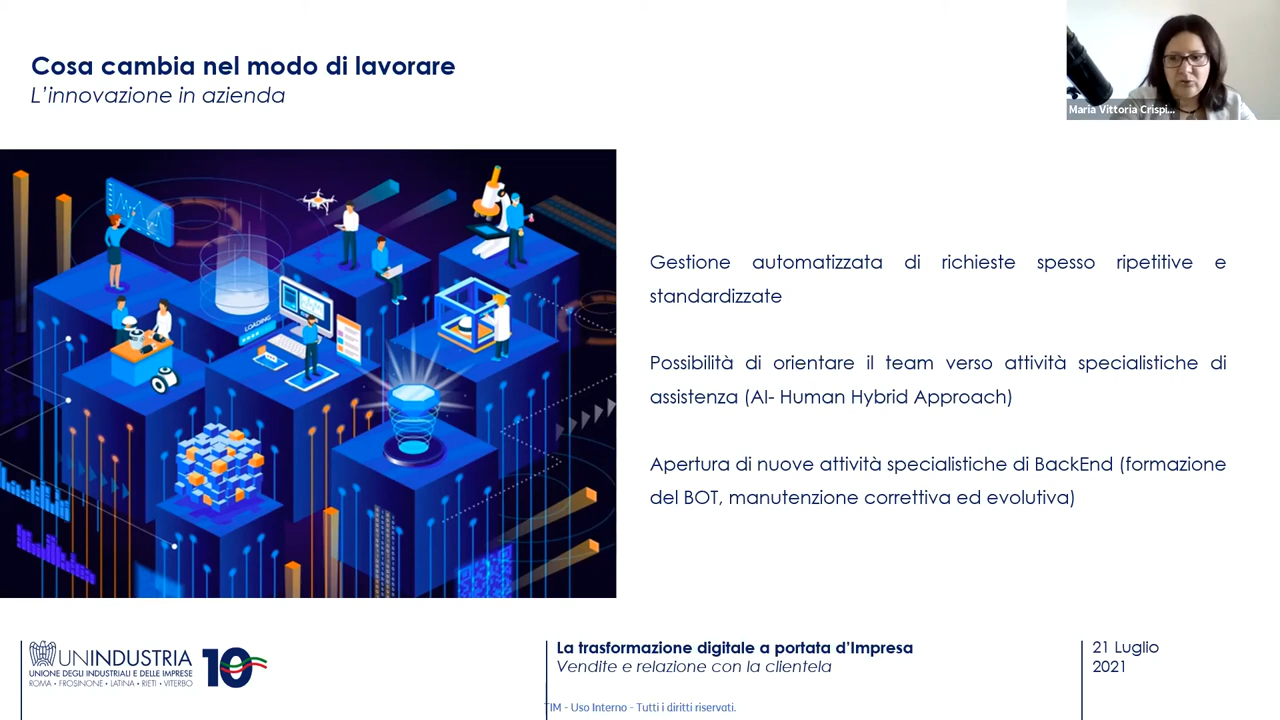 Cosa cambia nel modo di lavorare
L'innovazione in azienda
Maria Vittoria Crispi...
LOADING
Gestione automatizzata di richieste spesso ripetitive e
standardizzate
Possibilità di orientare il team verso attività specialistiche di
assistenza (AI- Human Hybrid Approach)
Apertura di nuove attività specialistiche di BackEnd (formazione
del BOT, manutenzione correttiva ed evolutiva)
UNINDUSTRIA
UNIONE DEGLI INDUSTRIALI E DELLE IMPRESE
ROMA • FROSINONE • LATINA • RIETI • VITERBO
10
La trasformazione digitale a portata d'Impresa
Vendite e relazione con la clientela
21 Luglio
2021
TIM - Uso Interno - Tutti i diritti riservati.